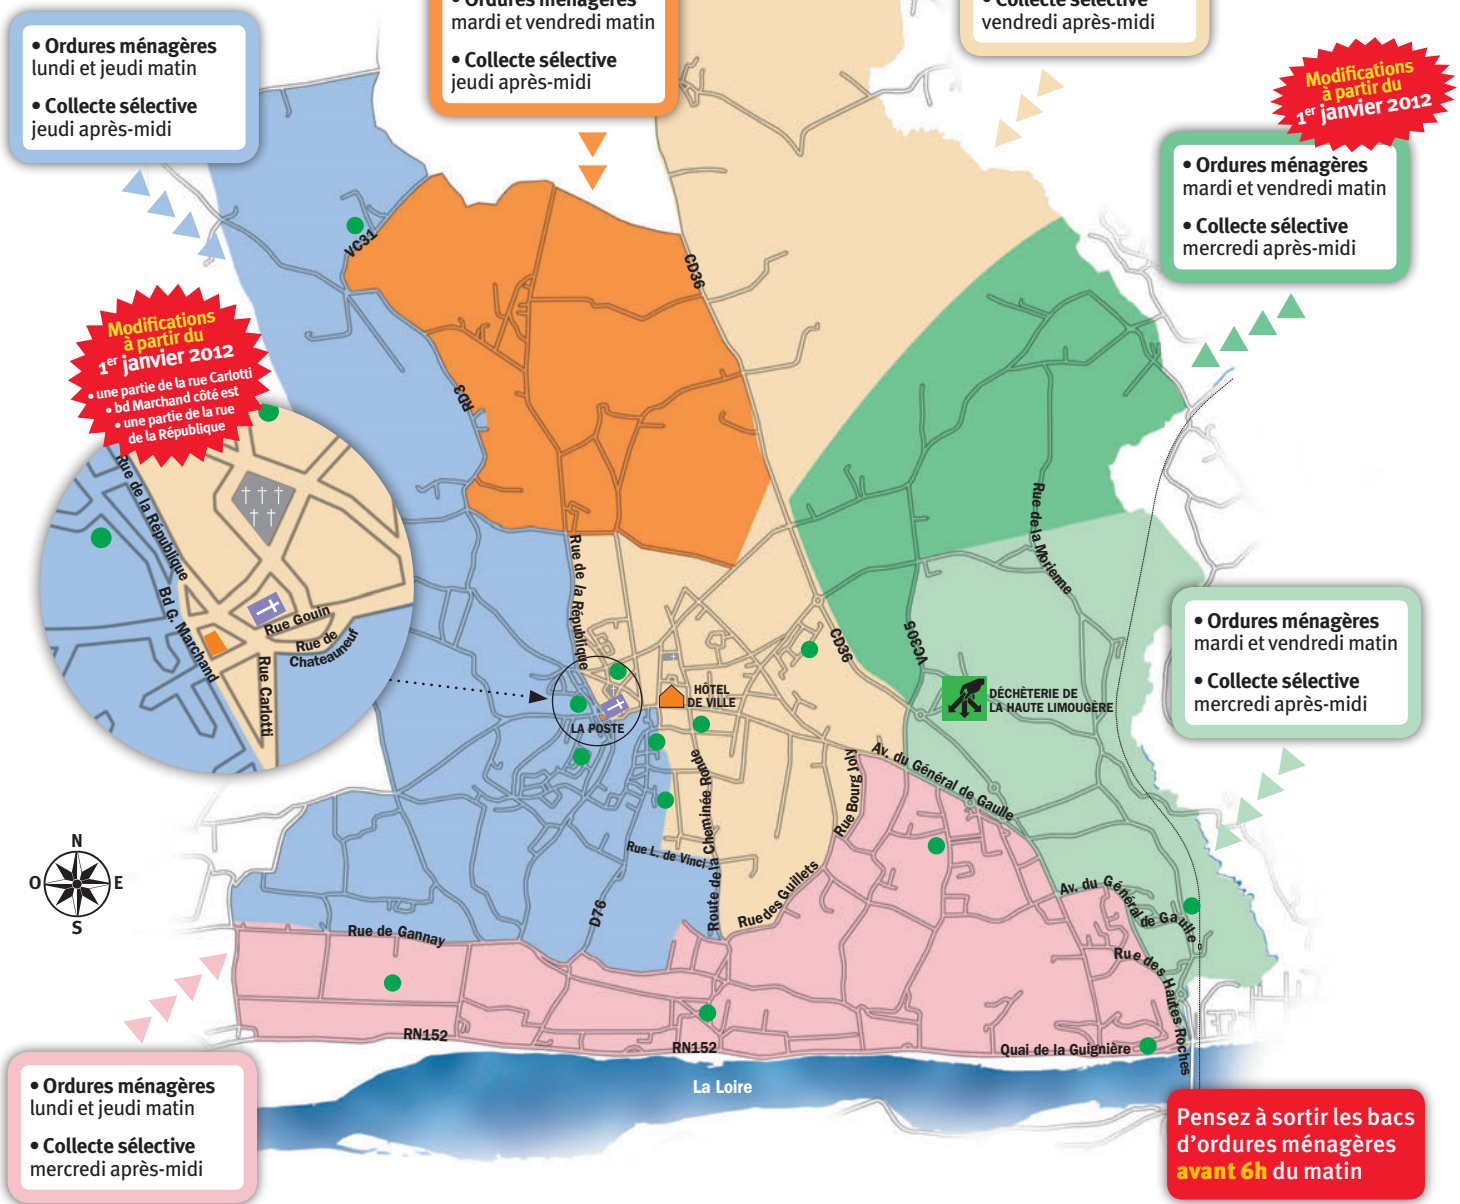 • Ordures ménagères
mardi et vendredi matin
• Collecte sélective
jeudi après-midi
• Collecte sélective
vendredi après-midi
• Ordures ménagères
lundi et jeudi matin
• Collecte sélective
jeudi après-midi
Modifications
à partir du
1er janvier 2012
• Ordures ménagères
mardi et vendredi matin
• Collecte sélective
mercredi après-midi
VC31
CD36
Modifications
à partir du
1er janvier 2012
• une partie de la rue Carlotti
• bd Marchand côté est
• une partie de la rue
de la République
RD3
Rue de la République
Bd G. Marchand
Rue Gouin
Rue de
Chateauneuf
Rue Carlotti
Rue de la République
Rue de la Morienne
CD36
VC305
HÔTEL
DE VILLE
LA POSTE
DÉCHÈTERIE DE
LA HAUTE LIMOUGÈRE
• Ordures ménagères
mardi et vendredi matin
• Collecte sélective
mercredi après-midi
Av. du Général de Gaulle
Rue Bourg Joly
Route de la Cheminée Ronde
Rue L. de Vinci
Rue des Guillets
N
O
E
S
D76
Rue de Gannay
Av. du Général de Gaulle
Rue des Hautes Roches
RN152
RN152
Quai de la Guignière
La Loire
• Ordures ménagères
lundi et jeudi matin
• Collecte sélective
mercredi après-midi
Pensez à sortir les bacs
d'ordures ménagères
avant 6h du matin